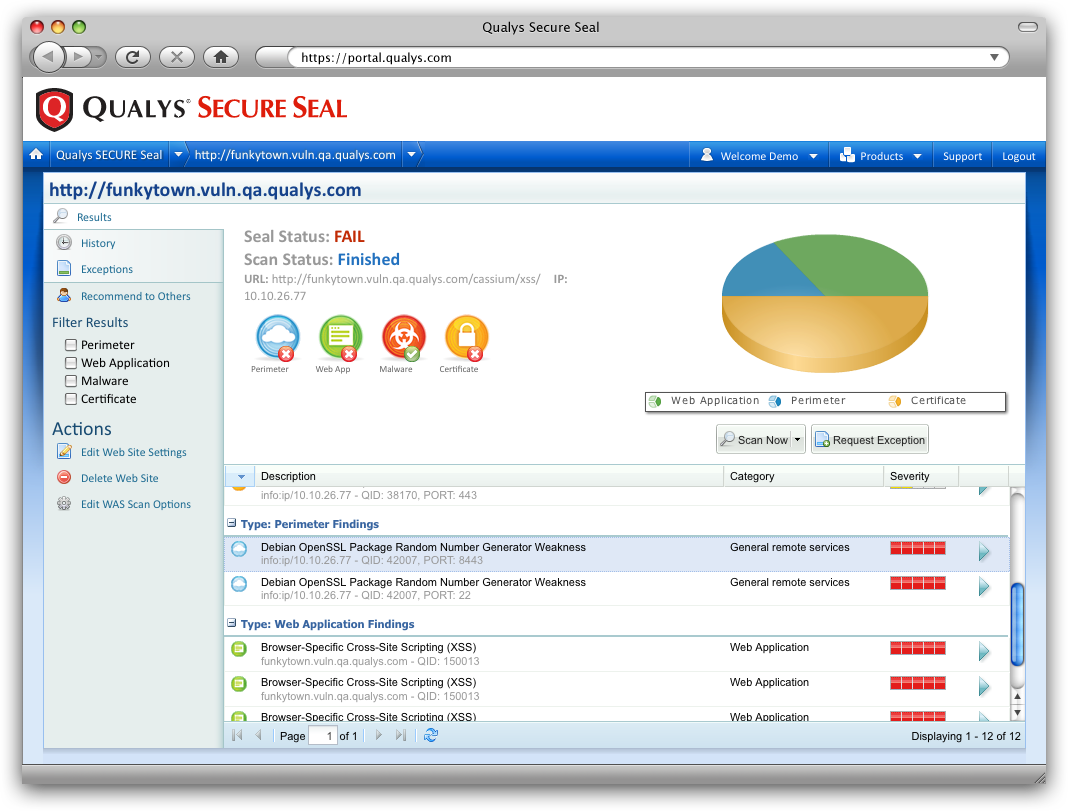 Qualys Secure Seal
https://portal.qualys.com
QUALYS® SECURE SEAL
Qualys SECURE Seal http://funkytown.vuln.qa.qualys.com Welcome Demo Products Support Logout
http://funkytown.vuln.qa.qualys.com
Results
History
Exceptions
Recommend to Others
Filter Results
Perimeter
Web Application
Malware
Certificate
Actions
Edit Web Site Settings
Delete Web Site
Edit WAS Scan Options
Seal Status: FAIL
Scan Status: Finished
URL: http://funkytown.vuln.qa.qualys.com/cassium/xss/ IP:
10.10.26.77
Perimeter Web App Malware Certificate
Web Application Perimeter Certificate
Scan Now Request Exception
Description Category Severity
info:ip/10.10.26.77 - QID: 38170, PORT: 443
Type: Perimeter Findings
Debian OpenSSL Package Random Number Generator Weakness General remote services
info:ip/10.10.26.77 - QID: 42007, PORT: 8443
Debian OpenSSL Package Random Number Generator Weakness General remote services
info:ip/10.10.26.77 - QID: 42007, PORT: 22
Type: Web Application Findings
Browser-Specific Cross-Site Scripting (XSS) Web Application
funkytown.vuln.qa.qualys.com - QID: 150013
Browser-Specific Cross-Site Scripting (XSS) Web Application
funkytown.vuln.qa.qualys.com - QID: 150013
Browser-Specific Cross-Site Scripting (XSS) Web Application
Page 1 of 1 Displaying 1 - 12 of 12